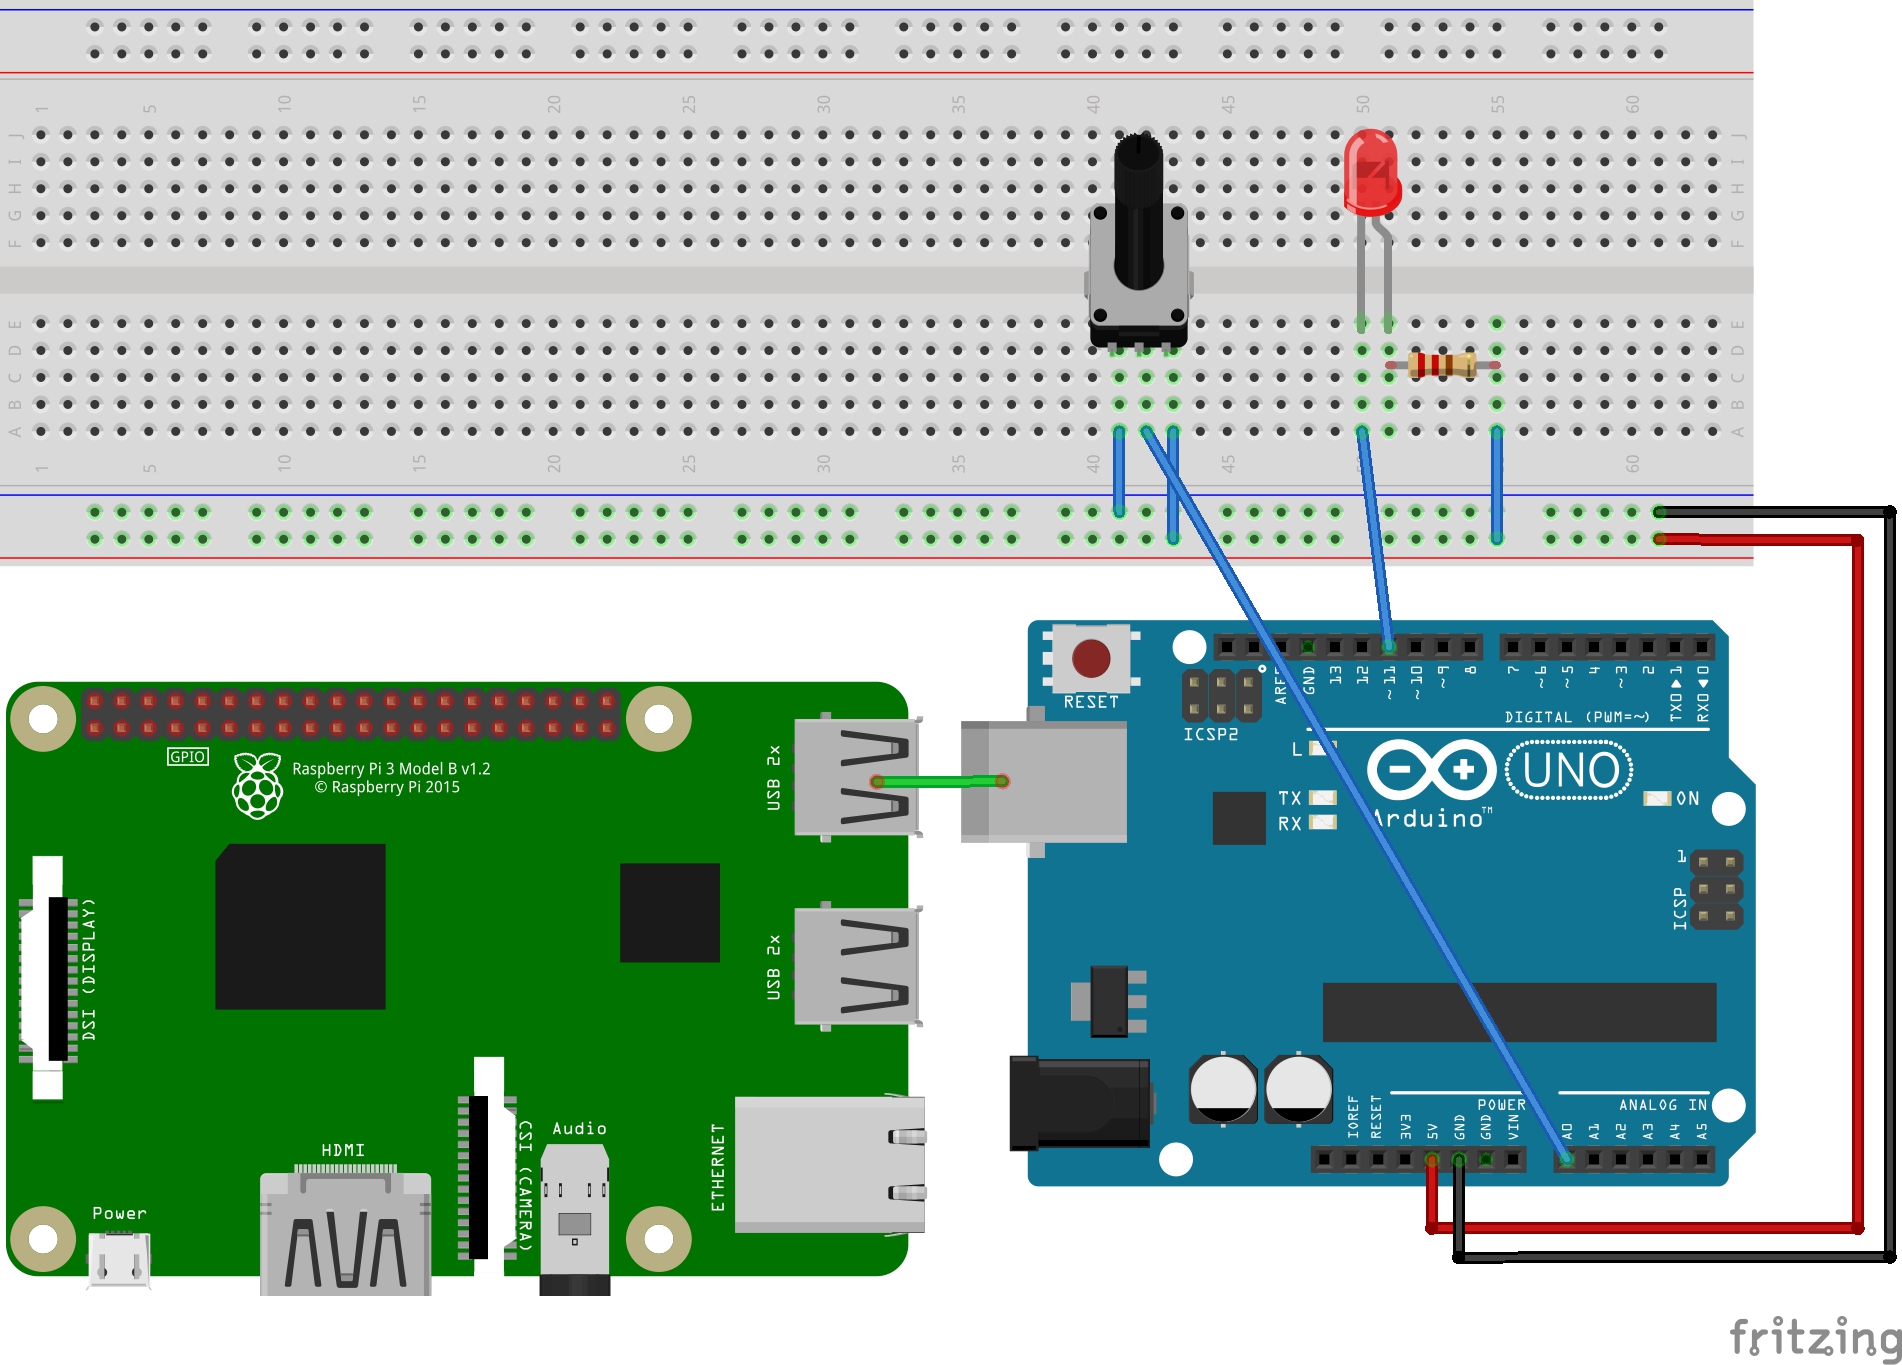 1 5 10 15 20 25 30 35 40 45 50 55 60
J J
I I
H H
G G
F F
E E
D D
C C
B B
A A
1 5 10 15 20 25 30 35 40 45 60
GPIO
Raspberry Pi 3 Model B v1.2
© Raspberry Pi 2015
USB 2x
USB 2x
DSI (DISPLAY)
CSI (CAMERA)
HDMI
Audio
ETHERNET
Power
RESET
ICSP2
AREF GND 13 12 ~11 ~10 ~9 8 7 ~6 ~5 4 ~3 2 TX0▶1 RX0◀0
DIGITAL (PWM=~)
L
TX
RX
UNO
Arduino™
ON
1
ICSP
POWER
ANALOG IN
IOREF RESET 3V3 5V GND GND VIN A0 A1 A2 A3 A4 A5
fritzing